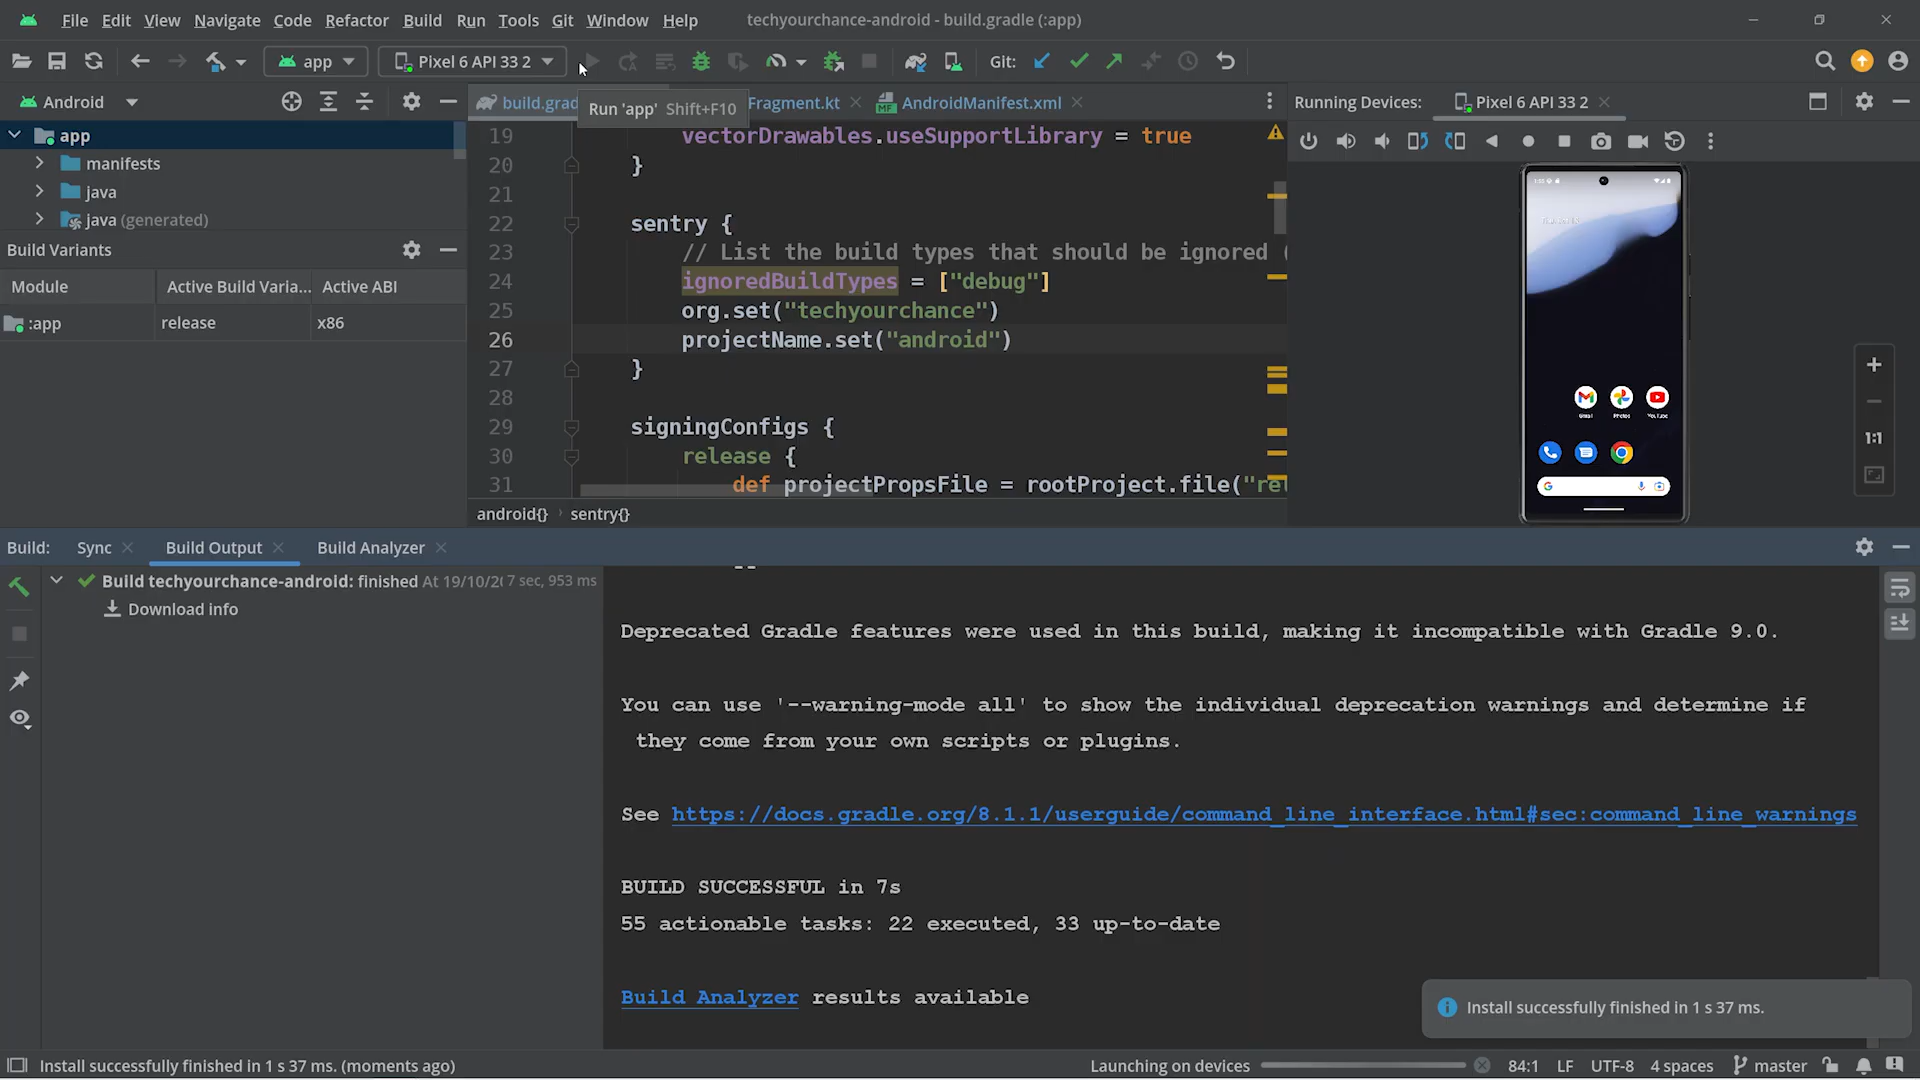 File Edit View Navigate Code Refactor Build Run Tools Git Window Help techyourchance-android - build.gradle (:app)
app Pixel 6 API 33 2 Git:
Android
build.grad Run 'app' Shift+F10 Fragment.kt AndroidManifest.xml
Running Devices: Pixel 6 API 33 2
app
manifests
java
java (generated)
Build Variants
Module Active Build Varia... Active ABI
:app release x86
19 vectorDrawables.useSupportLibrary = true
20 }
21
22 sentry {
23 // List the build types that should be ignored (
24 ignoredBuildTypes = ["debug"]
25 org.set("techyourchance")
26 projectName.set("android")
27 }
28
29 signingConfigs {
30 release {
31 def projectPropsFile = rootProject.file("rel
android{} › sentry{}
Gmail Photos YouTube
1:1
Build: Sync Build Output Build Analyzer
Build techyourchance-android: finished At 19/10/2( 7 sec, 953 ms
Download info
Deprecated Gradle features were used in this build, making it incompatible with Gradle 9.0.
You can use '--warning-mode all' to show the individual deprecation warnings and determine if
they come from your own scripts or plugins.
See https://docs.gradle.org/8.1.1/userguide/command_line_interface.html#sec:command_line_warnings
BUILD SUCCESSFUL in 7s
55 actionable tasks: 22 executed, 33 up-to-date
Build Analyzer results available
Install successfully finished in 1 s 37 ms.
Install successfully finished in 1 s 37 ms. (moments ago) Launching on devices 84:1 LF UTF-8 4 spaces master